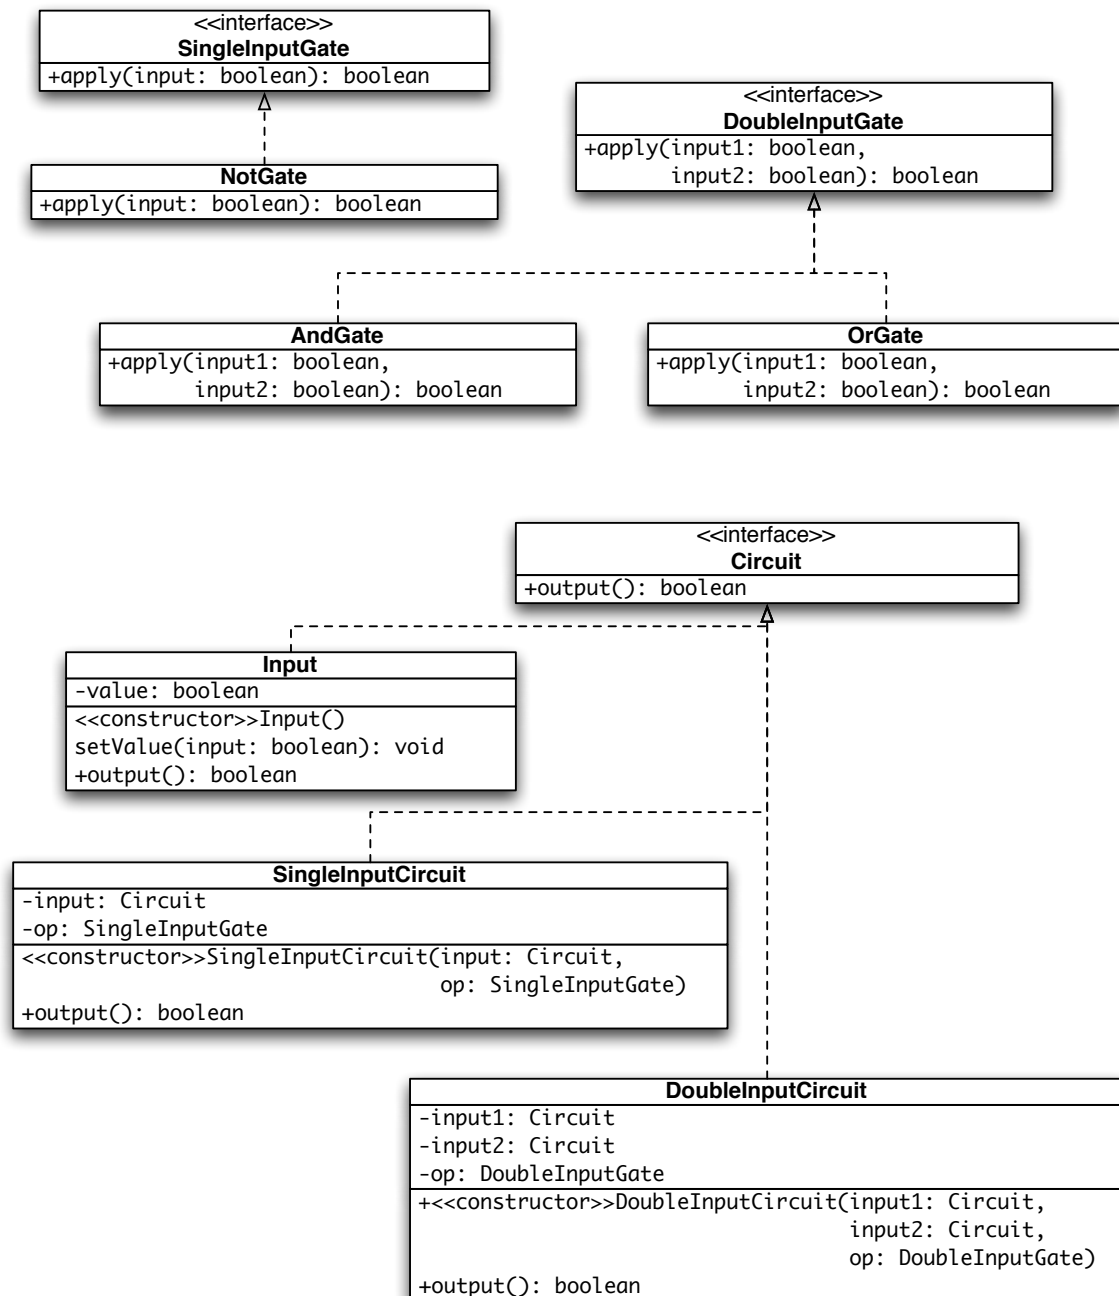 <<interface>>
SingleInputGate
+apply(input: boolean): boolean
NotGate
+apply(input: boolean): boolean
<<interface>>
DoubleInputGate
+apply(input1: boolean,
input2: boolean): boolean
AndGate
+apply(input1: boolean,
input2: boolean): boolean
OrGate
+apply(input1: boolean,
input2: boolean): boolean
<<interface>>
Circuit
+output(): boolean
Input
-value: boolean
<<constructor>>Input()
setValue(input: boolean): void
+output(): boolean
SingleInputCircuit
-input: Circuit
-op: SingleInputGate
<<constructor>>SingleInputCircuit(input: Circuit,
op: SingleInputGate)
+output(): boolean
DoubleInputCircuit
-input1: Circuit
-input2: Circuit
-op: DoubleInputGate
+<<constructor>>DoubleInputCircuit(input1: Circuit,
input2: Circuit,
op: DoubleInputGate)
+output(): boolean